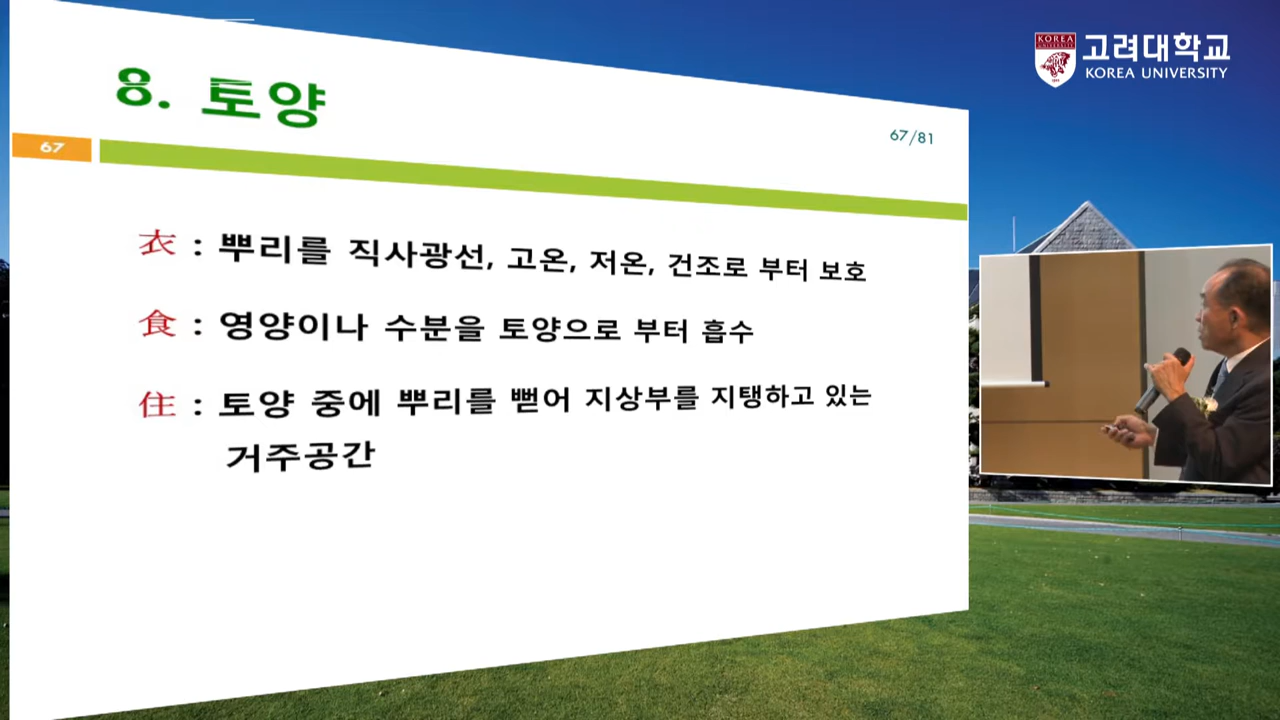 8. 토양
67
67/81
衣 : 뿌리를 직사광선, 고온, 저온, 건조로 부터 보호
食 : 영양이나 수분을 토양으로 부터 흡수
住 : 토양 중에 뿌리를 뻗어 지상부를 지탱하고 있는
거주공간
KOREA
고려대학교
KOREA UNIVERSITY